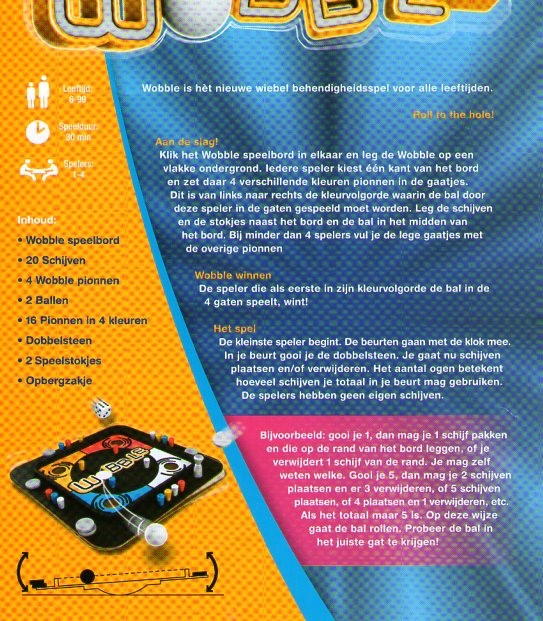 WOBBLE
Leeftijd:
6-99
Speelduur:
30 min
Spelers:
1-4
Wobble is hèt nieuwe wiebel behendigheidsspel voor alle leeftijden.
Roll to the hole!
Aan de slag!
Klik het Wobble speelbord in elkaar en leg de Wobble op een
vlakke ondergrond. Iedere speler kiest één kant van het bord
en zet daar 4 verschillende kleuren pionnen in de gaatjes.
Dit is van links naar rechts de kleurvolgorde waarin de bal door
deze speler in de gaten gespeeld moet worden. Leg de schijven
en de stokjes naast het bord en de bal in het midden van
het bord. Bij minder dan 4 spelers vul je de lege gaatjes met
de overige pionnen
Wobble winnen
De speler die als eerste in zijn kleurvolgorde de bal in de
4 gaten speelt, wint!
Het spel
De kleinste speler begint. De beurten gaan met de klok mee.
In je beurt gooi je de dobbelsteen. Je gaat nu schijven
plaatsen en/of verwijderen. Het aantal ogen betekent
hoeveel schijven je totaal in je beurt mag gebruiken.
De spelers hebben geen eigen schijven.
Bijvoorbeeld: gooi je 1, dan mag je 1 schijf pakken
en die op de rand van het bord leggen, of je
verwijdert 1 schijf van de rand. Je mag zelf
weten welke. Gooi je 5, dan mag je 2 schijven
plaatsen en er 3 verwijderen, of 5 schijven
plaatsen, of 4 plaatsen en 1 verwijderen, etc.
Als het totaal maar 5 is. Op deze wijze
gaat de bal rollen. Probeer de bal in
het juiste gat te krijgen!
Inhoud:
• Wobble speelbord
• 20 Schijven
• 4 Wobble pionnen
• 2 Ballen
• 16 Pionnen in 4 kleuren
• Dobbelsteen
• 2 Speelstokjes
• Opbergzakje
WOBBLE